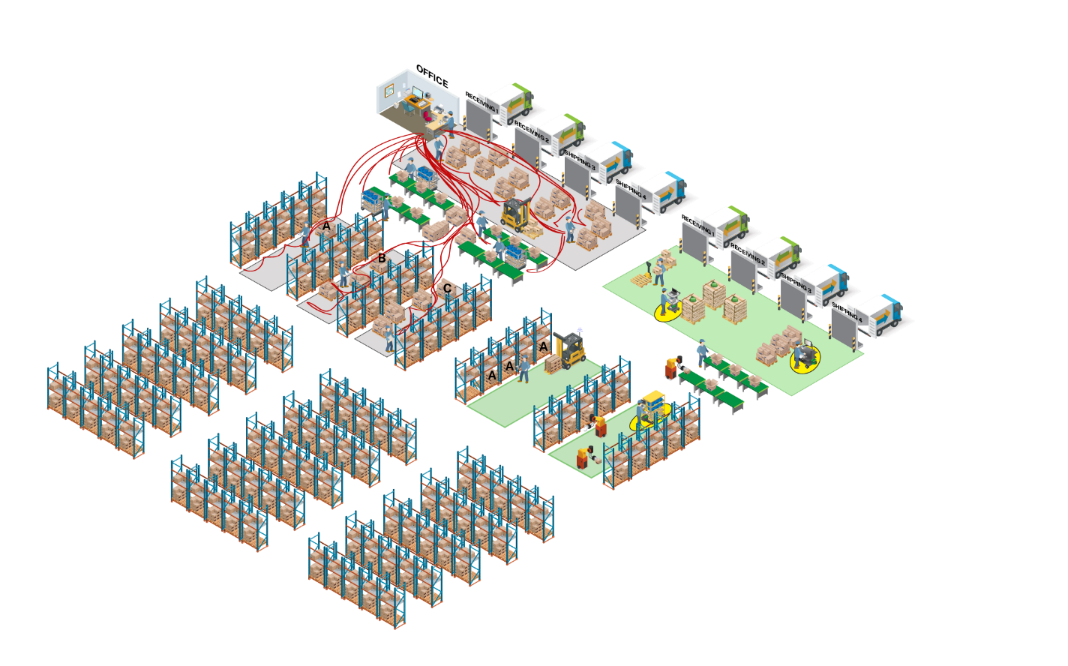 OFFICE
RECEIVING 1
RECEIVING 2
SHIPPING 3
SHIPPING 4
RECEIVING 1
RECEIVING 2
SHIPPING 3
SHIPPING 4
A
B
C
A
A
A